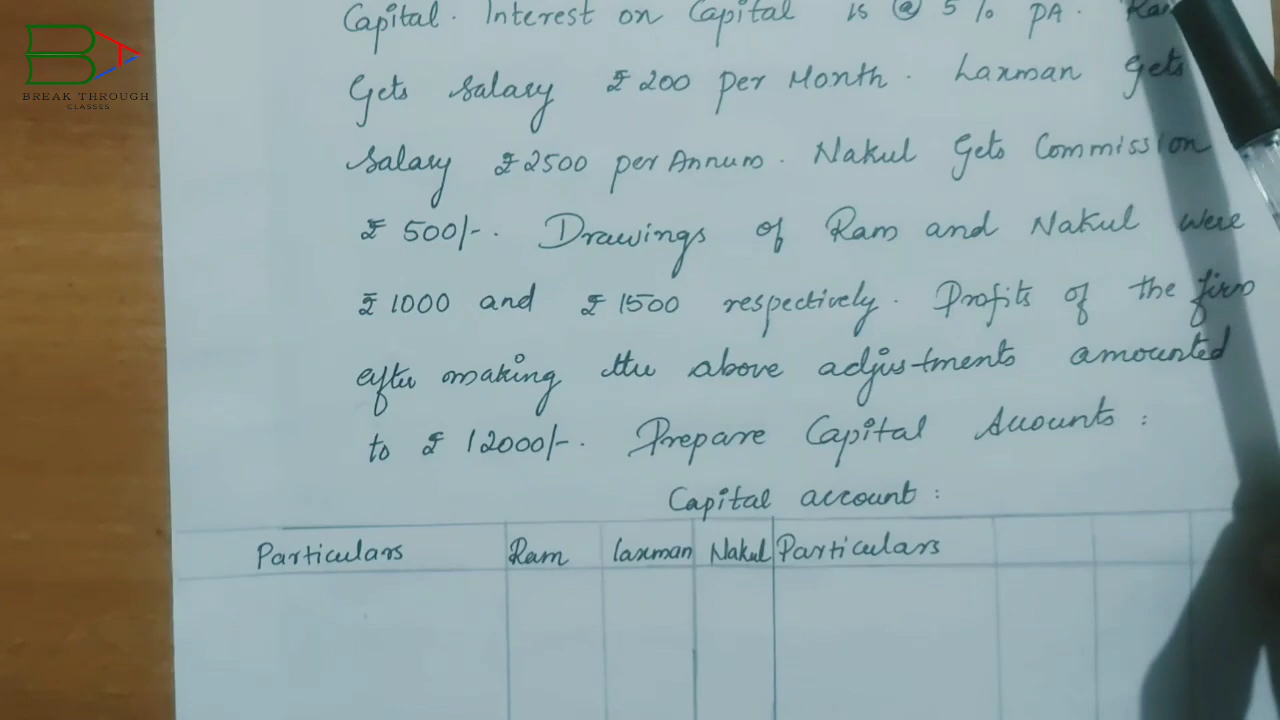 BREAK THROUGH
CLASSES
Capital. Interest on Capital is @ 5% PA. Ram
Gets Salary ₹ 200 per Month. Laxman Gets
Salary ₹ 2500 per Annum. Nakul Gets Commission
₹ 500/-. Drawings of Ram and Nakul were
₹ 1000 and ₹ 1500 respectively. Profits of the firm
after making the above adjustments amounted
to ₹ 12000/-. Prepare Capital Accounts :
Capital account :
Particulars Ram laxman Nakul Particulars